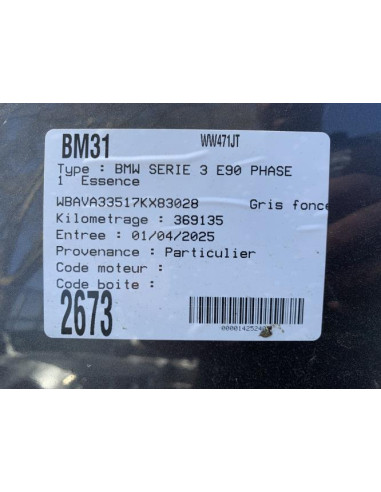 BM31 WW471JT
Type : BMW SERIE 3 E90 PHASE
1 Essence
WBAVA33517KX83028 Gris fonce
Kilometrage : 369135
Entree : 01/04/2025
Provenance : Particulier
Code moteur :
Code boite :
2673